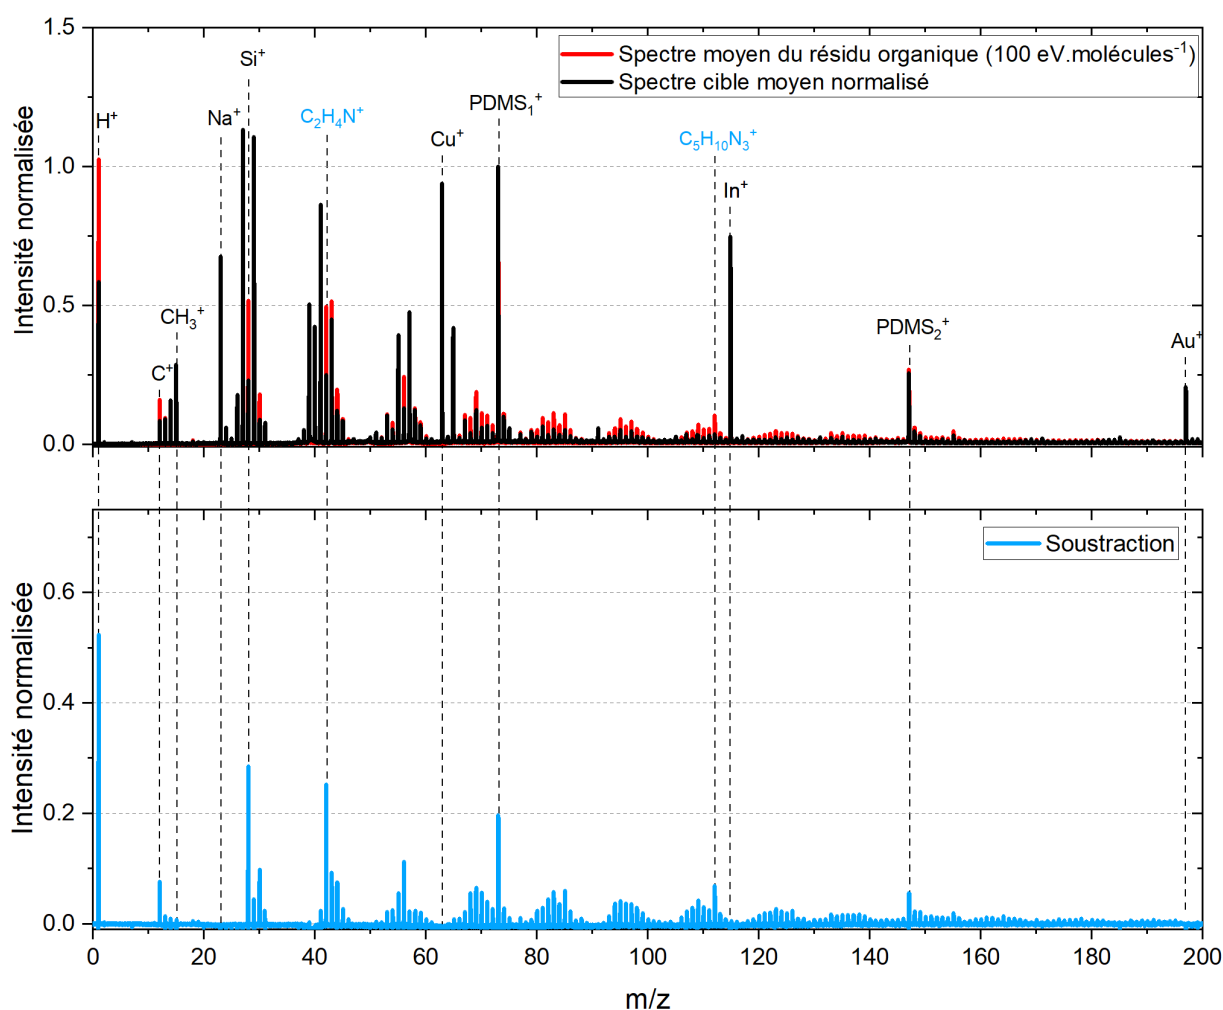 1.5
Spectre moyen du résidu organique (100 eV.molécules⁻¹)
Spectre cible moyen normalisé
Si⁺
H⁺
Na⁺
C₂H₄N⁺
PDMS₁⁺
Cu⁺
C₅H₁₀N₃⁺
In⁺
1.0
Intensité normalisée
0.5
CH₃⁺
C⁺
PDMS₂⁺
Au⁺
0.0
Soustraction
0.6
Intensité normalisée
0.4
0.2
0.0
0 20 40 60 80 100 120 140 160 180 200
m/z